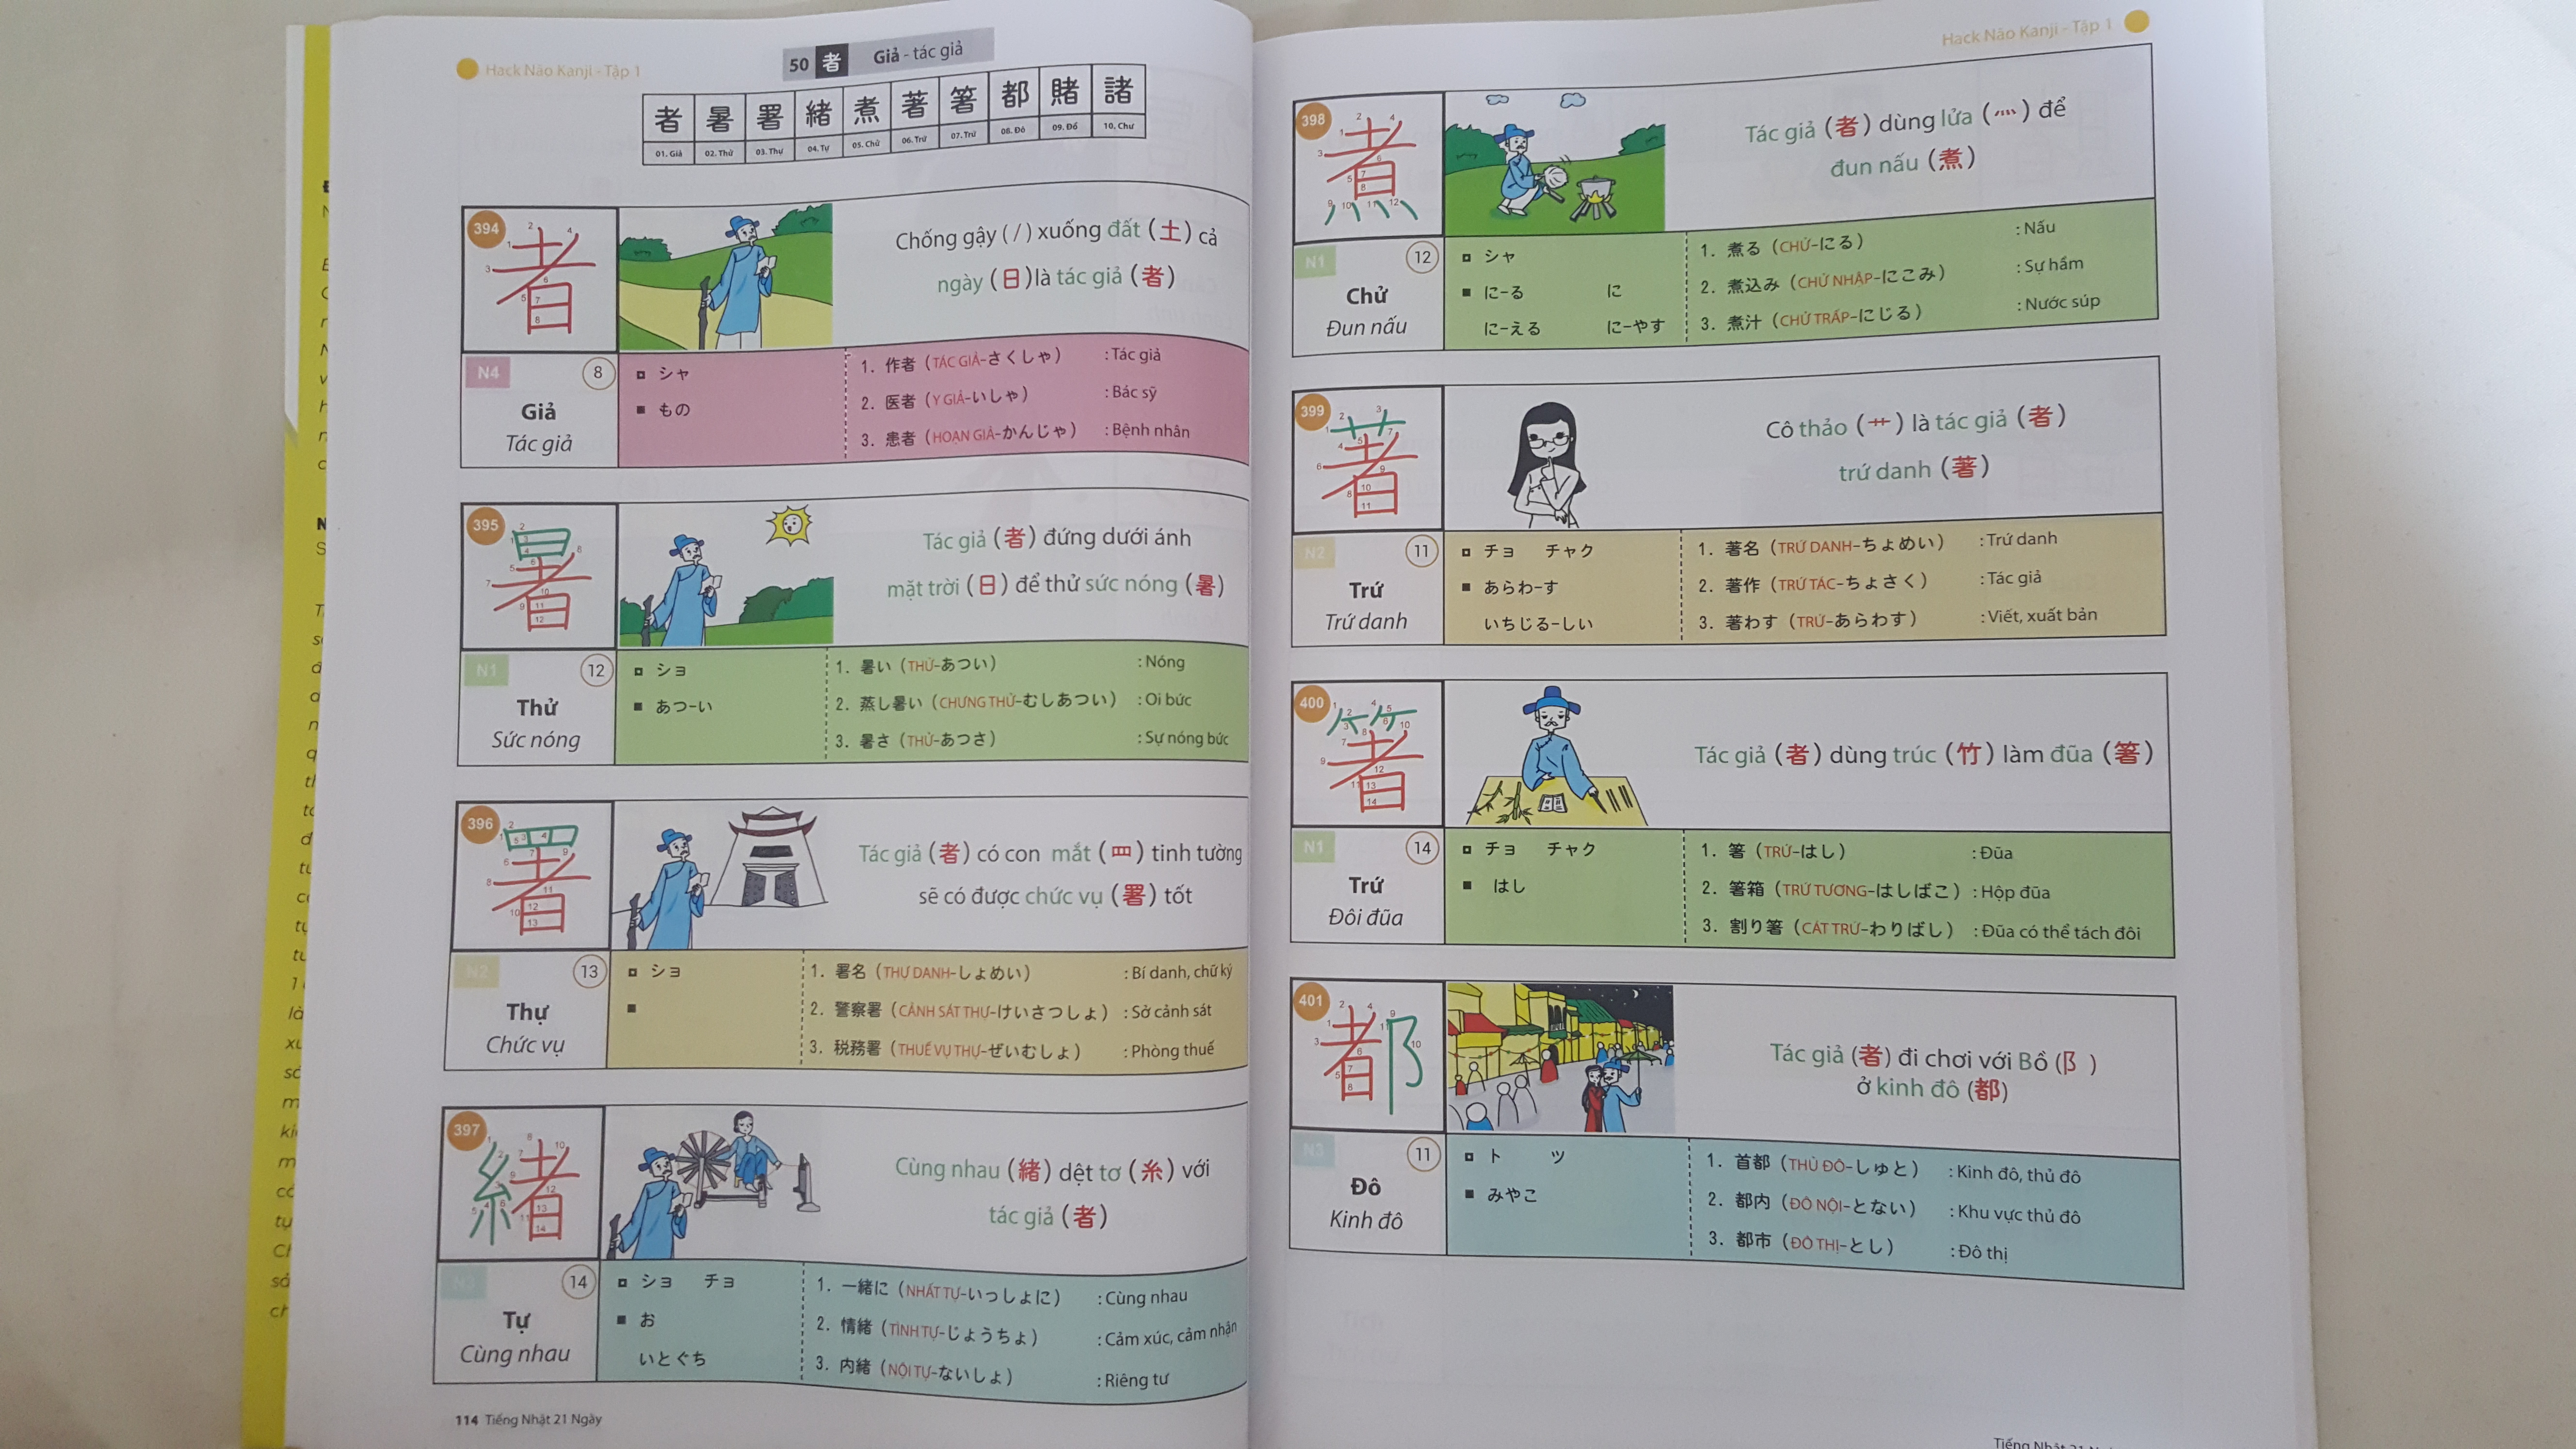 Hack Não Kanji - Tập 1
50 者 Giả - tác giả
者 暑 署 緒 煮 著 箸 都 賭 諸
01. Giả 02. Thử 03. Thự 04. Tự 05. Chử 06. Trứ 07. Trứ 08. Đô 09. Đổ 10. Chư
394
Chống gậy (/) xuống đất (土) cả
ngày (日) là tác giả (者)
N4 8
Giả
Tác giả
シャ
もの
1. 作者 (TÁC GIẢ-さくしゃ) : Tác giả
2. 医者 (Y GIẢ-いしゃ) : Bác sỹ
3. 患者 (HOẠN GIẢ-かんじゃ) : Bệnh nhân
395
Tác giả (者) đứng dưới ánh
mặt trời (日) để thử sức nóng (暑)
N1 12
Thử
Sức nóng
ショ
あつ-い
1. 暑い (THỬ-あつい) : Nóng
2. 蒸し暑い (CHƯNG THỬ-むしあつい) : Oi bức
3. 暑さ (THỬ-あつさ) : Sự nóng bức
396
Tác giả (者) có con mắt (罒) tinh tường
sẽ có được chức vụ (署) tốt
N2 13
Thự
Chức vụ
ショ
1. 署名 (THỰ DANH-しょめい) : Bí danh, chữ ký
2. 警察署 (CẢNH SÁT THỰ-けいさつしょ) : Sở cảnh sát
3. 税務署 (THUẾ VỤ THỰ-ぜいむしょ) : Phòng thuế
397
Cùng nhau (緒) dệt tơ (糸) với
tác giả (者)
N3 14
Tự
Cùng nhau
ショ チョ
お
いとぐち
1. 一緒に (NHẤT TỰ-いっしょに) : Cùng nhau
2. 情緒 (TÌNH TỰ-じょうちょ) : Cảm xúc, cảm nhận
3. 内緒 (NỘI TỰ-ないしょ) : Riêng tư
114 Tiếng Nhật 21 Ngày
Hack Não Kanji - Tập 1
398
Tác giả (者) dùng lửa (灬) để
đun nấu (煮)
N1 12
Chử
Đun nấu
シャ
に-る に
に-える に-やす
1. 煮る (CHỬ-にる) : Nấu
2. 煮込み (CHỬ NHẬP-にこみ) : Sự hầm
3. 煮汁 (CHỬ TRẤP-にじる) : Nước súp
399
Cô thảo (艹) là tác giả (者)
trứ danh (著)
N2 11
Trứ
Trứ danh
チョ チャク
あらわ-す
いちじる-しい
1. 著名 (TRỨ DANH-ちょめい) : Trứ danh
2. 著作 (TRỨ TÁC-ちょさく) : Tác giả
3. 著わす (TRỨ-あらわす) : Viết, xuất bản
400
Tác giả (者) dùng trúc (竹) làm đũa (箸)
N1 14
Trứ
Đôi đũa
チョ チャク
はし
1. 箸 (TRỨ-はし) : Đũa
2. 箸箱 (TRỨ TƯƠNG-はしばこ) : Hộp đũa
3. 割り箸 (CÁT TRỨ-わりばし) : Đũa có thể tách đôi
401
Tác giả (者) đi chơi với Bồ (阝)
ở kinh đô (都)
N3 11
Đô
Kinh đô
ト ツ
みやこ
1. 首都 (THỦ ĐÔ-しゅと) : Kinh đô, thủ đô
2. 都内 (ĐÔ NỘI-とない) : Khu vực thủ đô
3. 都市 (ĐÔ THỊ-とし) : Đô thị